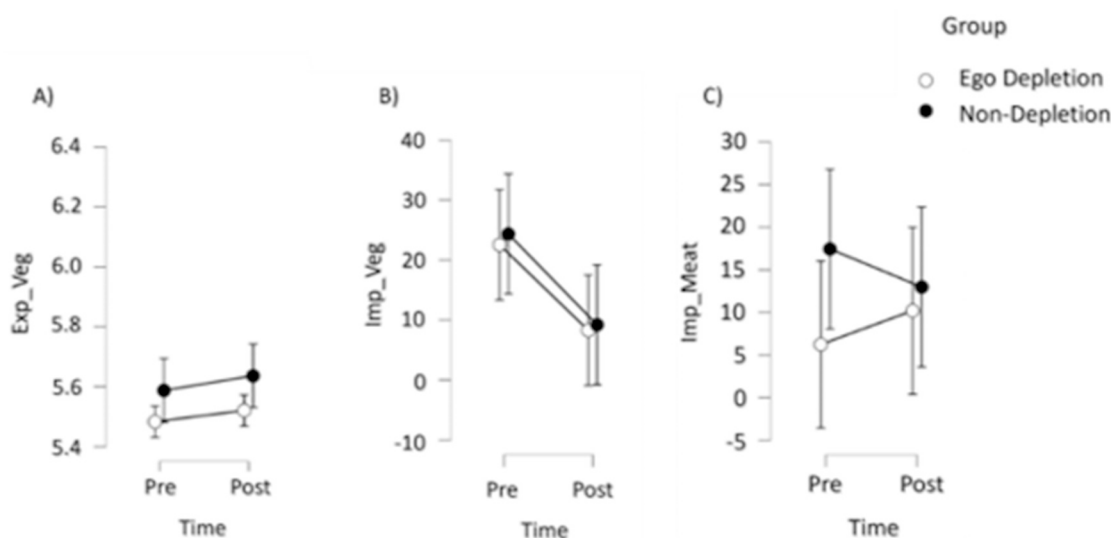 Group
Ego Depletion
Non-Depletion
A)
6.4
6.2
6.0
5.8
5.6
5.4
Exp_Veg
Pre Post
Time
B)
40
30
20
10
0
-10
Imp_Veg
Pre Post
Time
C)
30
25
20
15
10
5
0
-5
Imp_Meat
Pre Post
Time